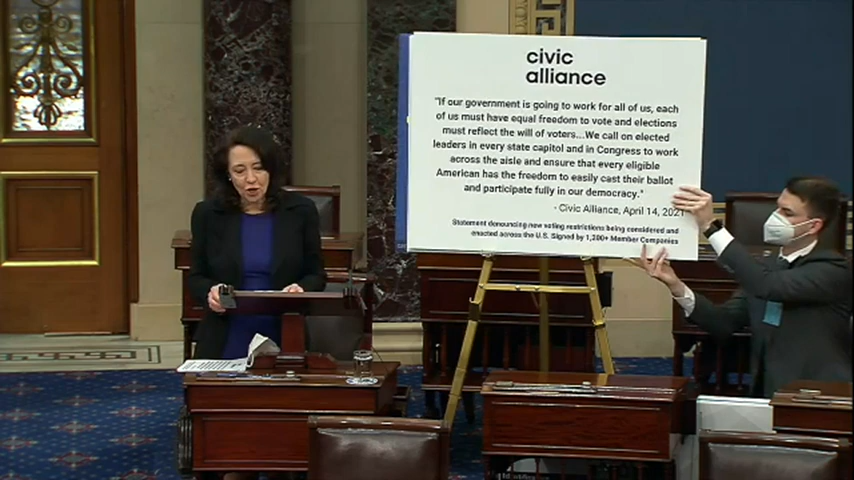 civic
alliance
"If our government is going to work for all of us, each
of us must have equal freedom to vote and elections
must reflect the will of voters...We call on elected
leaders in every state capitol and in Congress to work
across the aisle and ensure that every eligible
American has the freedom to easily cast their ballot
and participate fully in our democracy."
- Civic Alliance, April 14, 2021
Statement denouncing new voting restrictions being considered and
enacted across the U.S. Signed by 1,200+ Member Companies